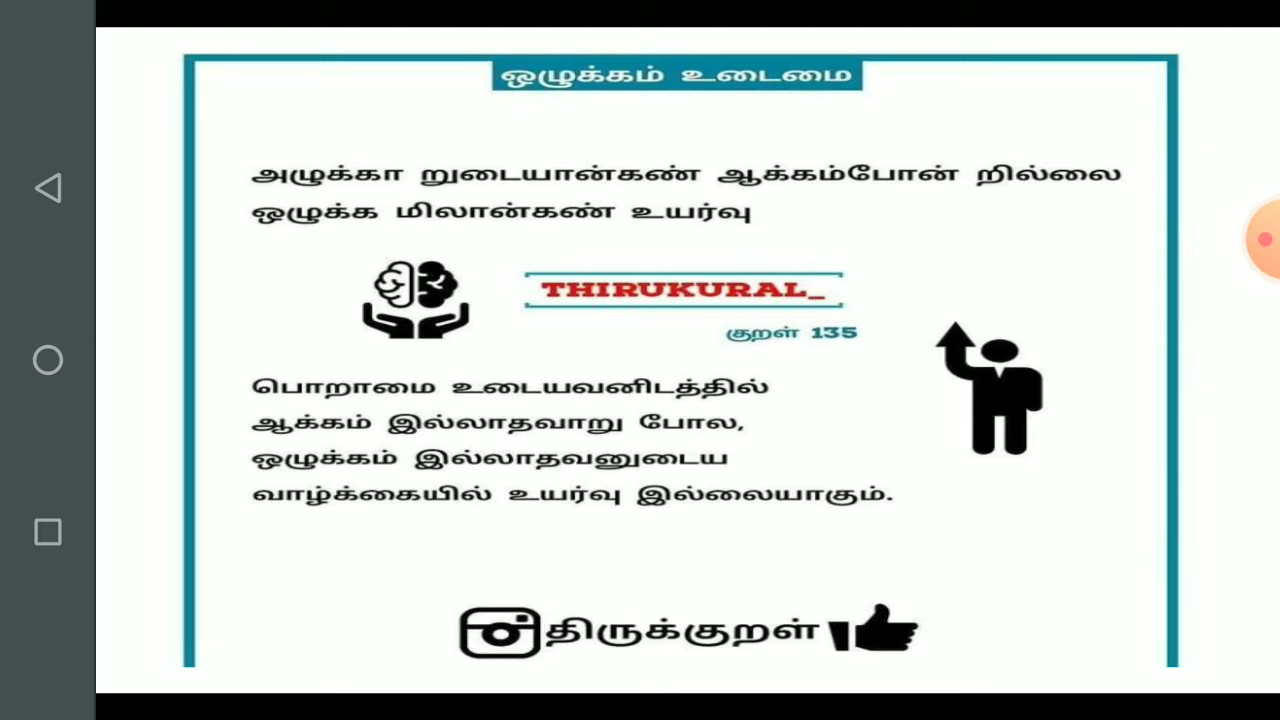 ஒழுக்கம் உடைமை
அழுக்கா றுடையான்கண் ஆக்கம்போன் றில்லை
ஒழுக்க மிலான்கண் உயர்வு
THIRUKURAL_
குறள் 135
பொறாமை உடையவனிடத்தில்
ஆக்கம் இல்லாதவாறு போல,
ஒழுக்கம் இல்லாதவனுடைய
வாழ்க்கையில் உயர்வு இல்லையாகும்.
திருக்குறள்